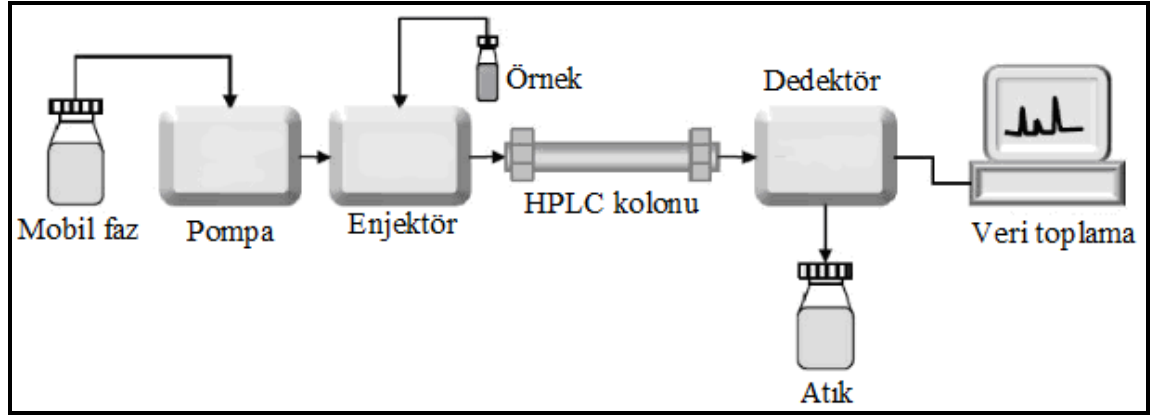 Örnek
Dedektör
Mobil faz
Pompa
Enjektör
HPLC kolonu
Veri toplama
Atık